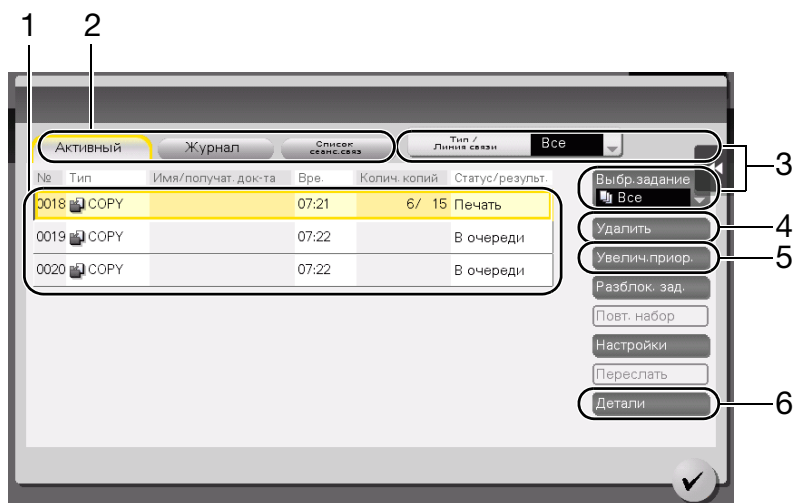 1 2
Активный Журнал Список сеанс.связ Тип / Линия связи Все
3
№ Тип Имя/получат.док-та Вре. Колич.копий Статус/результ.
Выбр.задание
Все
0018 COPY 07:21 6/ 15 Печать
Удалить 4
0019 COPY 07:22 В очереди
Увелич.приор. 5
0020 COPY 07:22 В очереди
Разблок. зад.
Повт. набор
Настройки
Переслать
Детали 6